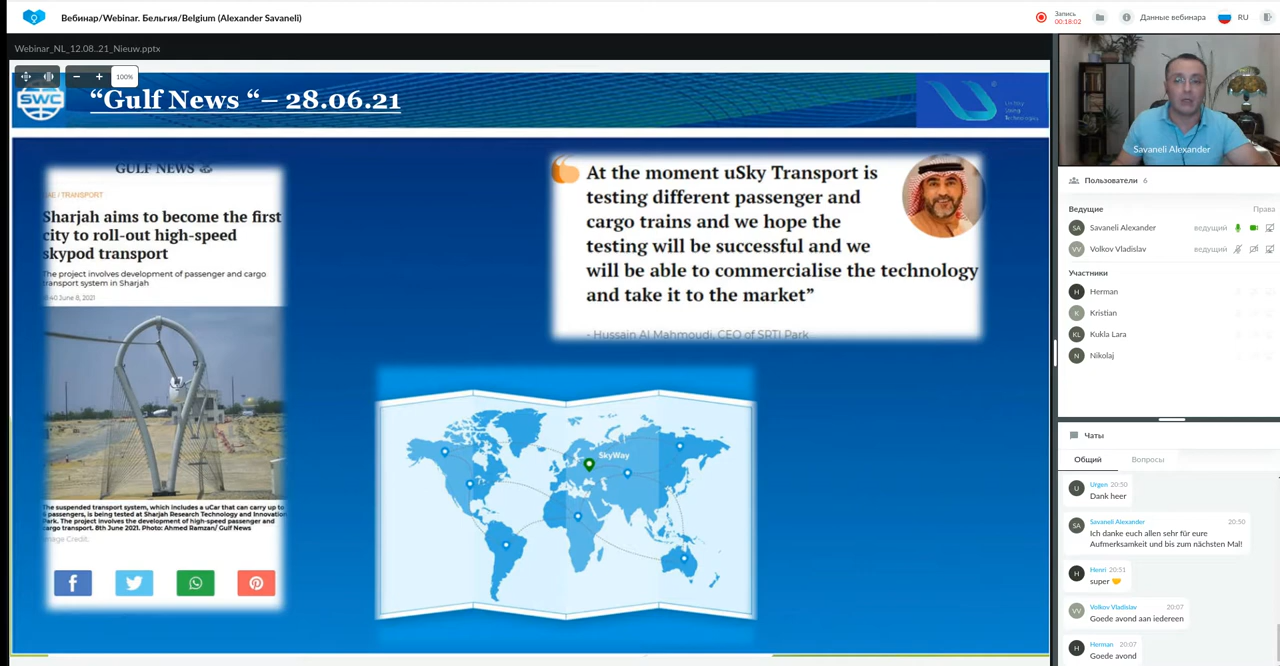 Вебинар/Webinar. Бельгия/Belgium (Alexander Savaneli)
Запись
00:18:02
Данные вебинара
RU
Webinar_NL_12.08..21_Nieuw.pptx
100%
SWC
“Gulf News “— 28.06.21
GULF NEWS
UAE / TRANSPORT
Sharjah aims to become the first
city to roll-out high-speed
skypod transport
The project involves development of passenger and cargo
transport system in Sharjah
:40 June 8, 2021
The suspended transport system, which includes a uCar that can carry up to
6 passengers, is being tested at Sharjah Research Technology and Innovation
Park. The project involves the development of high-speed passenger and
cargo transport. 8th June 2021. Photo: Ahmed Ramzan/ Gulf News
Image Credit.
At the moment uSky Transport is
testing different passenger and
cargo trains and we hope the
testing will be successful and we
will be able to commercialise the technology
and take it to the market”
- Hussain Al Mahmoudi, CEO of SRTI Park
SkyWay
Savaneli Alexander
Пользователи 6
Ведущие Права
SA Savaneli Alexander ведущий
VV Volkov Vladislav ведущий
Участники
H Herman
K Kristian
KL Kukla Lara
N Nikolaj
Чаты
Общий Вопросы
U Urgen 20:50
Dank heer
SA Savaneli Alexander 20:50
Ich danke euch allen sehr für eure
Aufmerksamkeit und bis zum nächsten Mal!
H Henri 20:51
super
VV Volkov Vladislav 20:07
Goede avond aan iedereen
H Herman 20:07
Goede avond